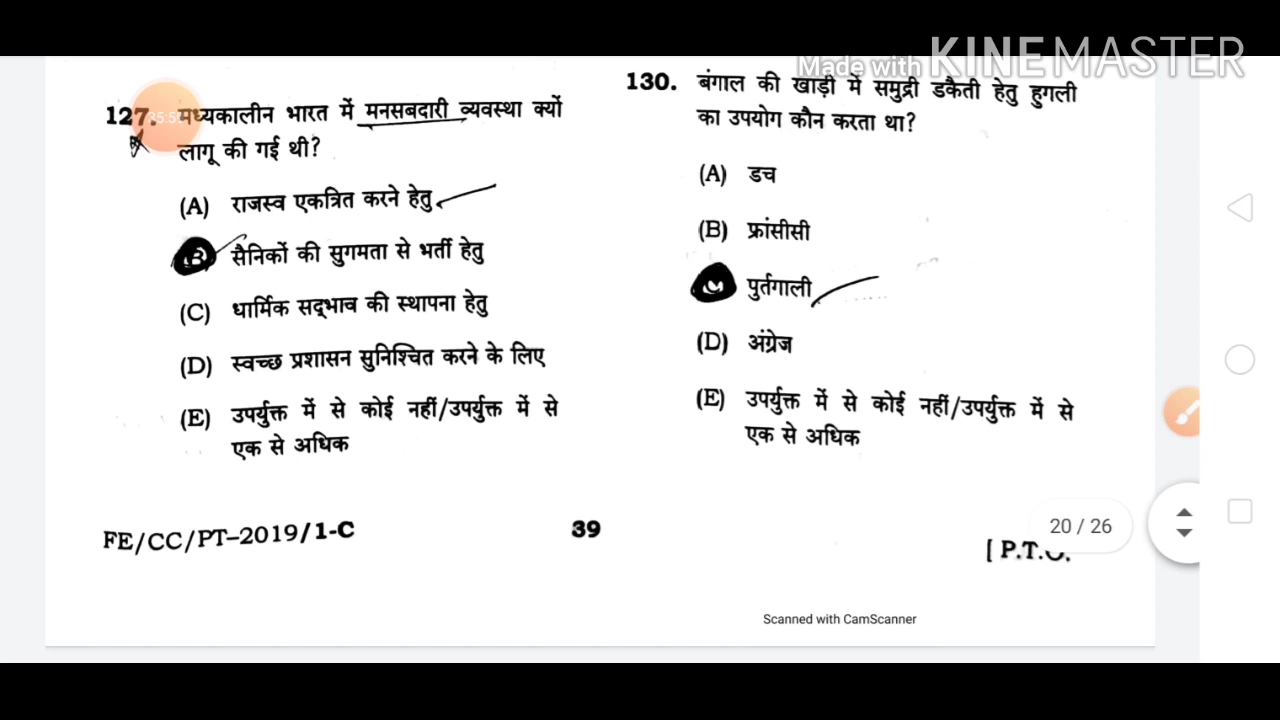 Made with KINEMASTER
127. मध्यकालीन भारत में मनसबदारी व्यवस्था क्यों
लागू की गई थी?
(A) राजस्व एकत्रित करने हेतु
(B) सैनिकों की सुगमता से भर्ती हेतु
(C) धार्मिक सद्भाव की स्थापना हेतु
(D) स्वच्छ प्रशासन सुनिश्चित करने के लिए
(E) उपर्युक्त में से कोई नहीं/उपर्युक्त में से
एक से अधिक
130. बंगाल की खाड़ी में समुद्री डकैती हेतु हुगली
का उपयोग कौन करता था?
(A) डच
(B) फ्रांसीसी
पुर्तगाली
(D) अंग्रेज
(E) उपर्युक्त में से कोई नहीं/उपर्युक्त में से
एक से अधिक
FE/CC/PT–2019/1-C
39
20 / 26
[ P.T.O.
Scanned with CamScanner